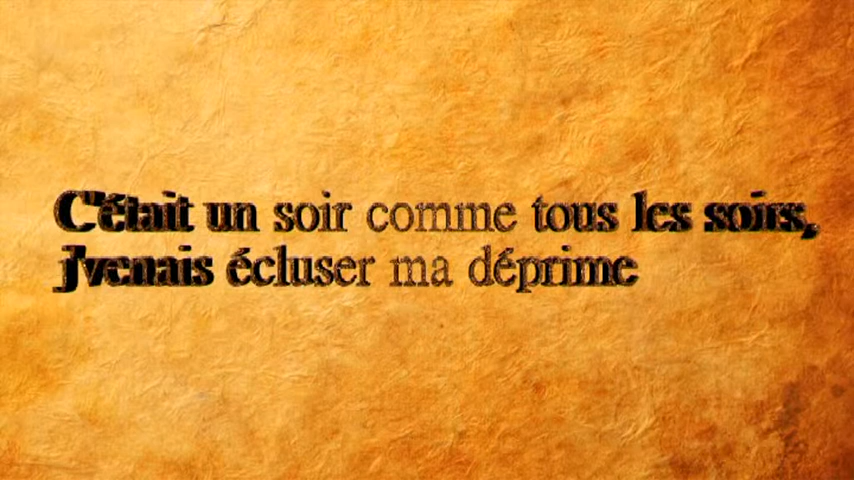 C'était un soir comme tous les soirs,
J'venais écluser ma déprime